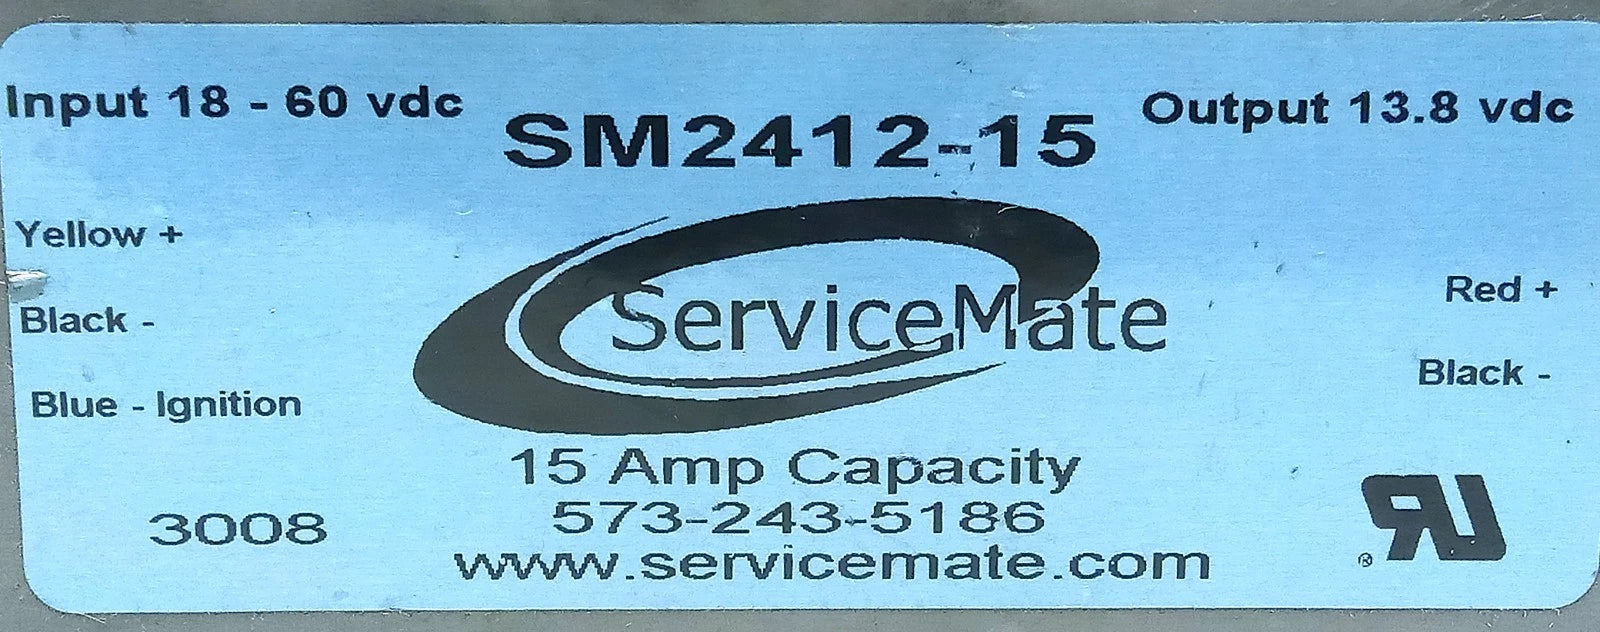 Input 18 - 60 vdc
SM2412-15
Output 13.8 vdc
Yellow +
Black -
Blue - Ignition
ServiceMate
Red +
Black -
15 Amp Capacity
573-243-5186
www.servicemate.com
3008
RU
®